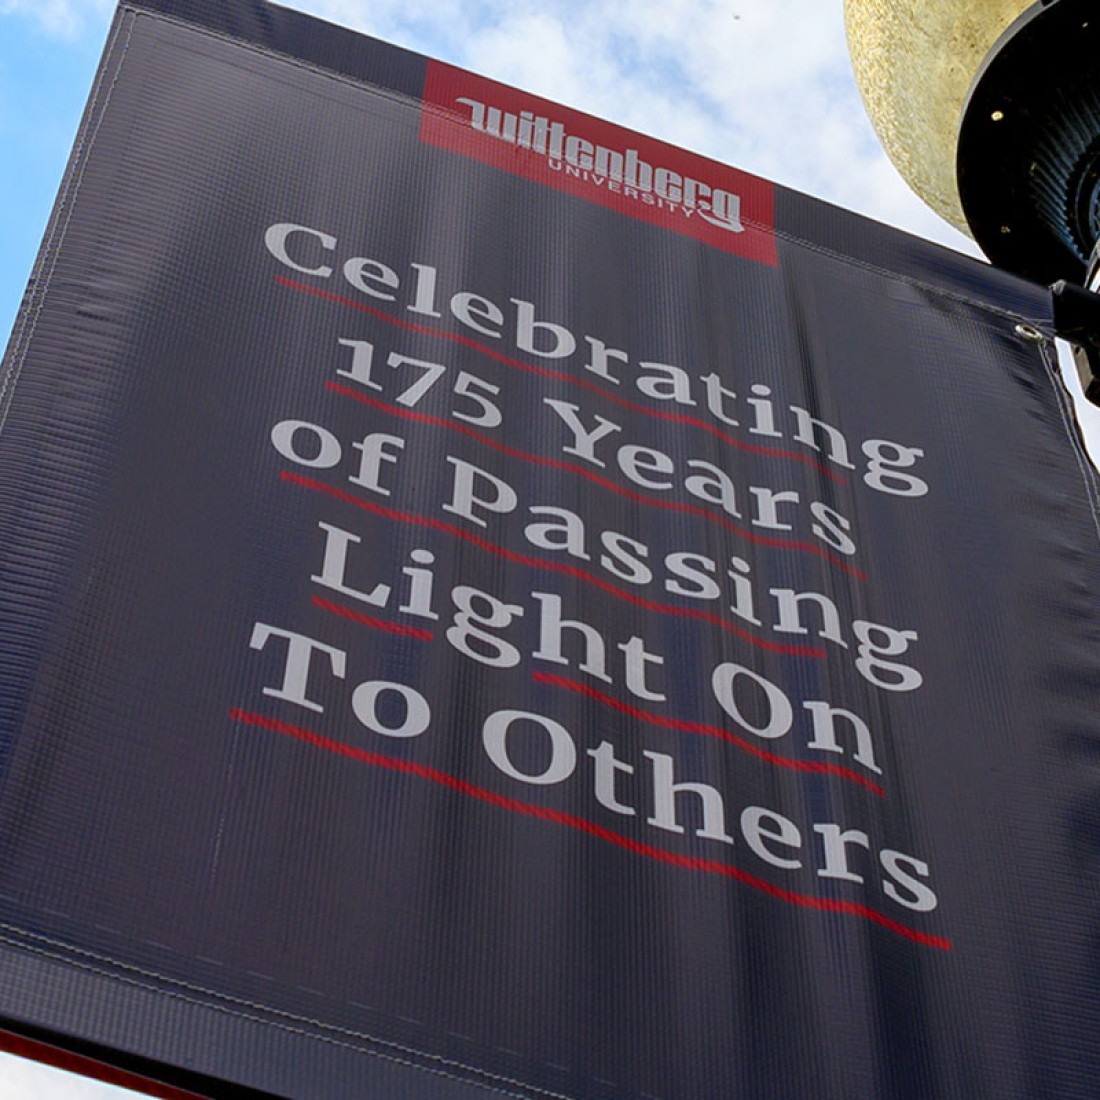 Wittenberg
UNIVERSITY
Celebrating
175 Years
of Passing
Light On
To Others